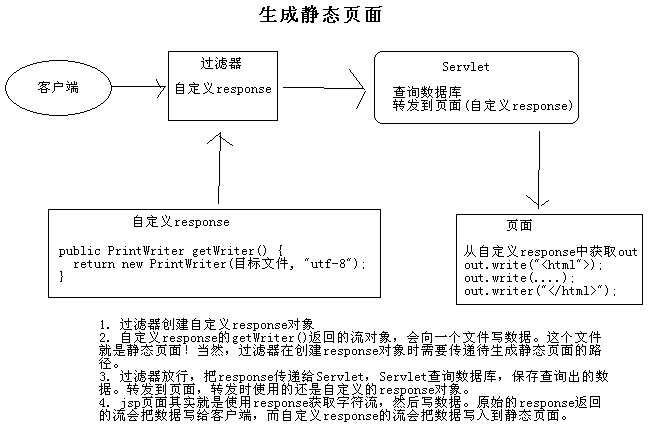 生成静态页面
客户端
过滤器
自定义response
Servlet
查询数据库
转发到页面(自定义response)
自定义response
public PrintWriter getWriter() {
return new PrintWriter(目标文件, "utf-8");
}
页面
从自定义response中获取out
out.write("<html">);
out.write(....);
out.writer("</html>");
1. 过滤器创建自定义response对象
2. 自定义response的getWriter()返回的流对象，会向一个文件写数据。这个文件
就是静态页面！当然，过滤器在创建response对象时需要传递待生成静态页面的路
径。
3. 过滤器放行，把response传递给Servlet，Servlet查询数据库，保存查询出的数
据。转发到页面，转发时使用的还是自定义的response对象。
4. jsp页面其实就是使用response获取字符流，然后写数据。原始的response返回
的流会把数据写给客户端，而自定义response的流会把数据写入到静态页面。